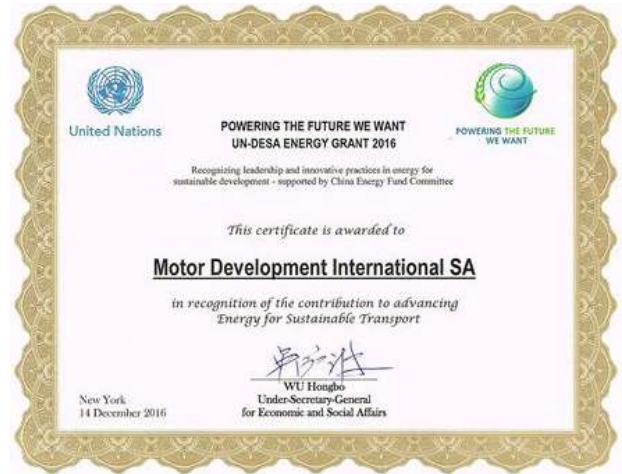 United Nations
POWERING THE FUTURE WE WANT
UN-DESA ENERGY GRANT 2016
POWERING THE FUTURE
WE WANT
Recognizing leadership and innovative practices in energy for
sustainable development - supported by China Energy Fund Committee
This certificate is awarded to
Motor Development International SA
in recognition of the contribution to advancing
Energy for Sustainable Transport
WU Hongbo
Under-Secretary-General
for Economic and Social Affairs
New York
14 December 2016